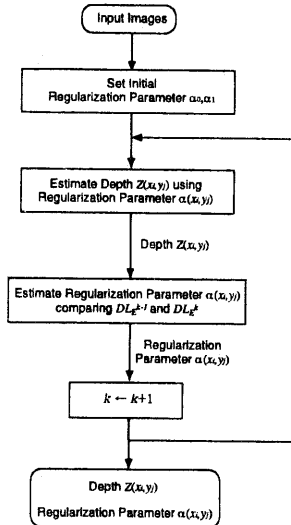 Input Images
Set Initial
Regularization Parameter α₀,α₁
Estimate Depth Z(xᵢ,yⱼ) using
Regularization Parameter α(xᵢ,yⱼ)
Depth Z(xᵢ,yⱼ)
Estimate Regularization Parameter α(xᵢ,yⱼ)
comparing DL_E^k-1 and DL_E^k
Regularization
Parameter α(xᵢ,yⱼ)
k ← k+1
Depth Z(xᵢ,yⱼ)
Regularization Parameter α(xᵢ,yⱼ)